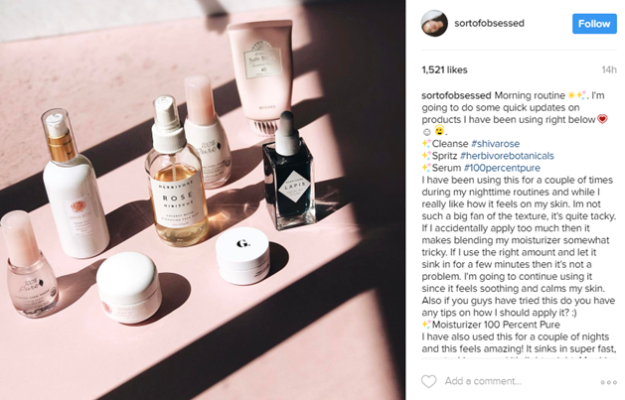 sortofobsessed
Follow
1,521 likes
14h
sortofobsessed Morning routine ☀️✨. I'm
going to do some quick updates on
products I have been using right below
.
✨Cleanse #shivarose
✨Spritz #herbivorebotanicals
✨Serum #100percentpure
I have been using this for a couple of times
during my nighttime routines and while I
really like how it feels on my skin. Im not
such a big fan of the texture, it's quite tacky.
If I accidentally apply too much then it
makes blending my moisturizer somewhat
tricky. If I use the right amount and let it
sink in for a few minutes then it's not a
problem. I'm going to continue using it
since it feels soothing and calms my skin.
Also if you guys have tried this do you have
any tips on how I should apply it? :)
✨Moisturizer 100 Percent Pure
I have also used this for a couple of nights
and this feels amazing! It sinks in super fast,
Add a comment...
HERBIVORE
ROSE
HIBISCUS
LAPIS
G.